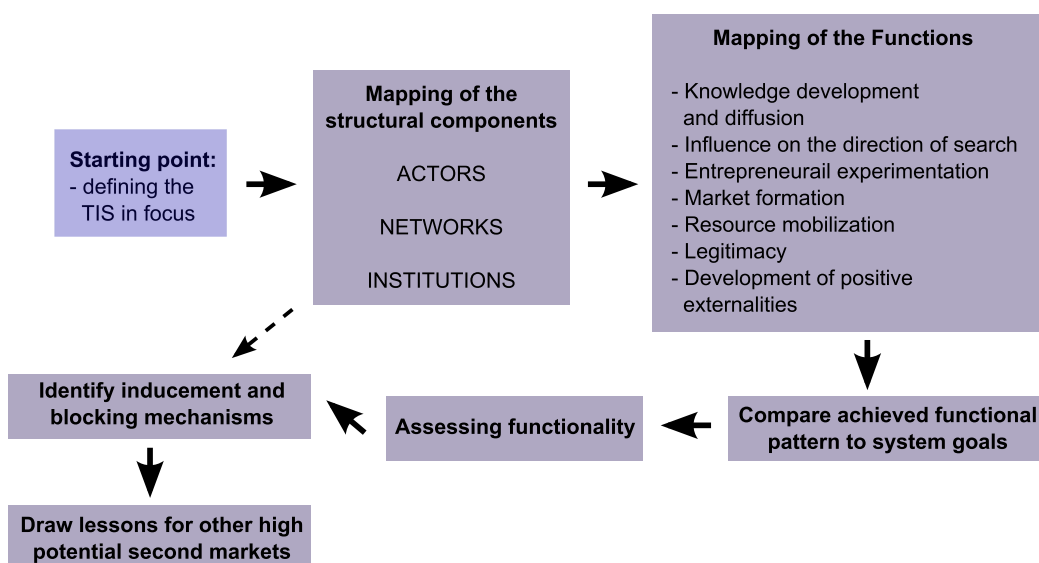 Starting point:
- defining the
TIS in focus
Mapping of the
structural components
ACTORS
NETWORKS
INSTITUTIONS
Mapping of the Functions
- Knowledge development
and diffusion
- Influence on the direction of search
- Entrepreneurail experimentation
- Market formation
- Resource mobilization
- Legitimacy
- Development of positive
externalities
Compare achieved functional
pattern to system goals
Assessing functionality
Identify inducement and
blocking mechanisms
Draw lessons for other high
potential second markets